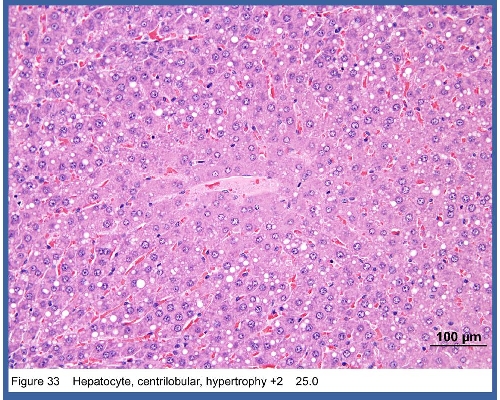 100 µm
Figure 33 Hepatocyte, centrilobular, hypertrophy +2 25.0